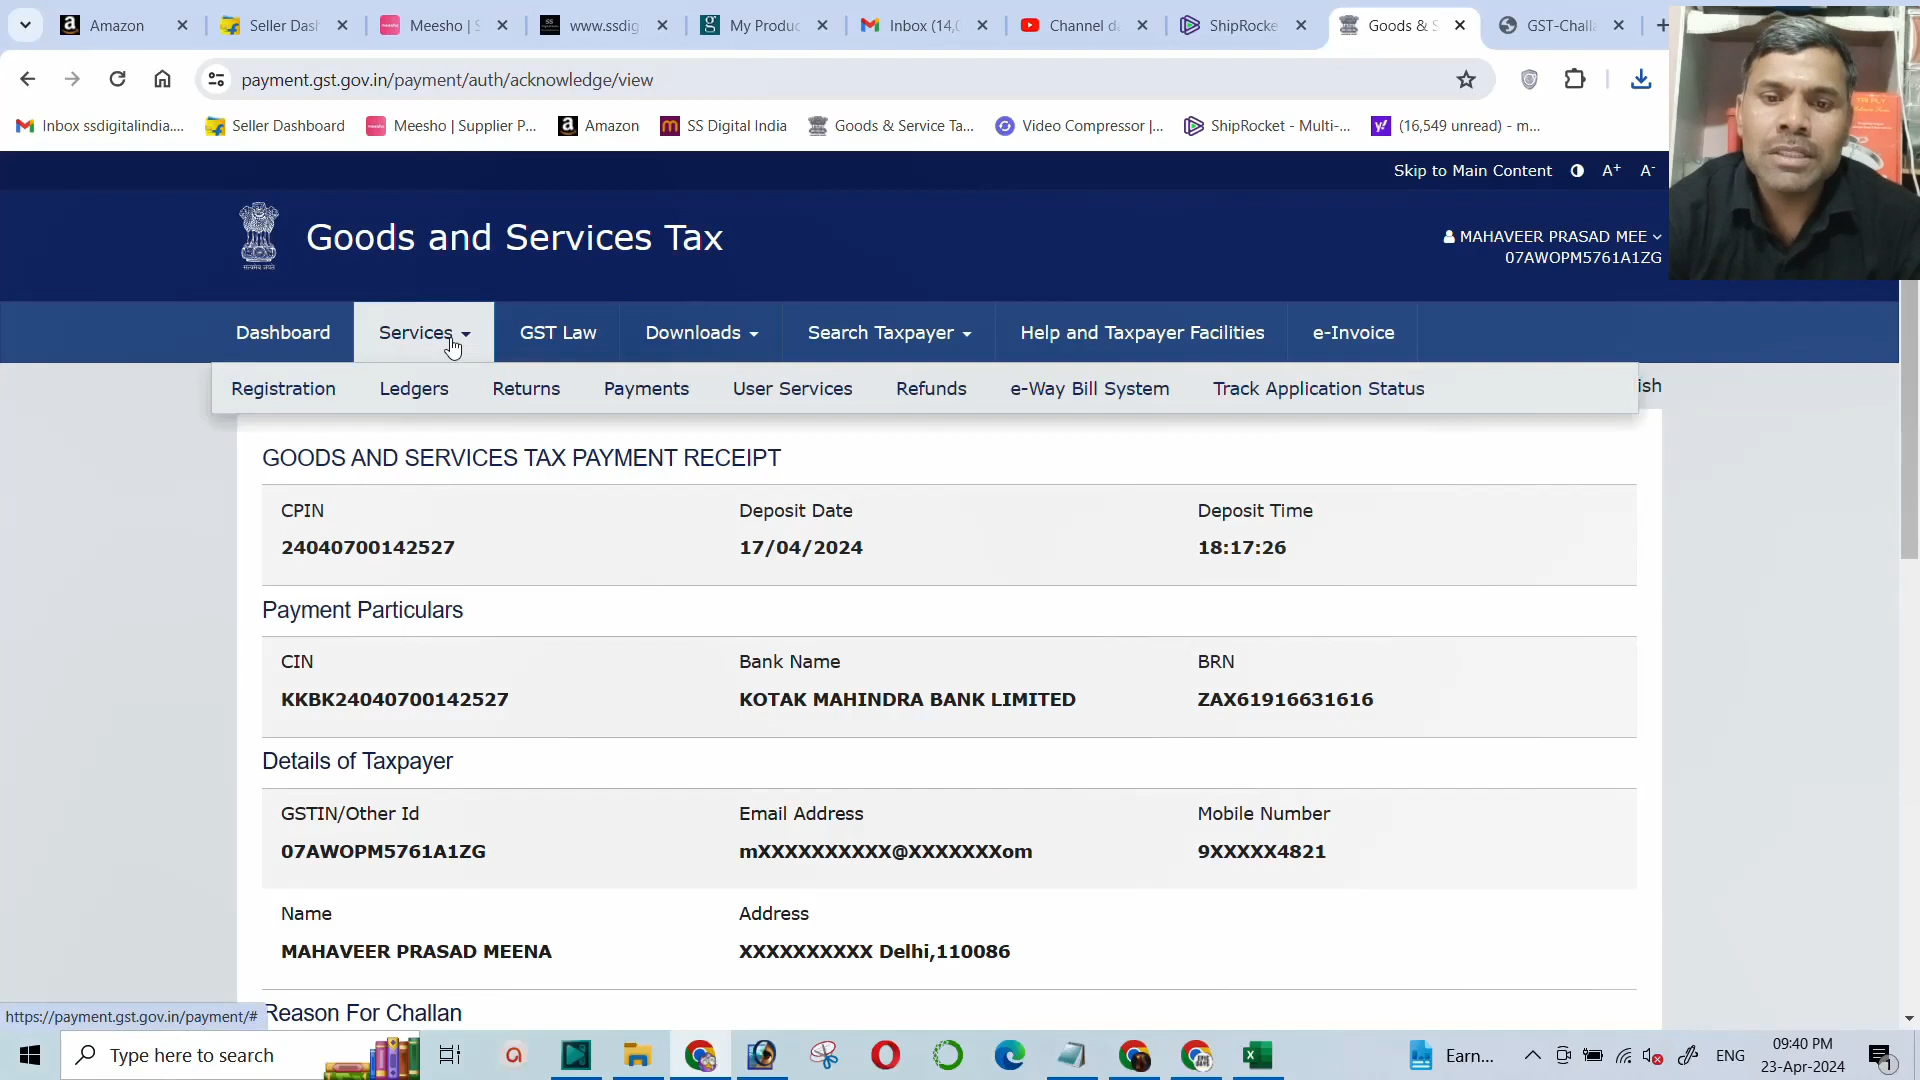 Amazon
Seller Dash
Meesho | S
www.ssdig
My Produc
Inbox (14,0
Channel da
ShipRocke
Goods & S
GST-Challa
payment.gst.gov.in/payment/auth/acknowledge/view
Inbox ssdigitalindia....
Seller Dashboard
Meesho | Supplier P...
Amazon
SS Digital India
Goods & Service Ta...
Video Compressor |...
ShipRocket - Multi-...
(16,549 unread) - m...
Skip to Main Content A+ A-
Goods and Services Tax
MAHAVEER PRASAD MEE
07AWOPM5761A1ZG
Dashboard Services GST Law Downloads Search Taxpayer Help and Taxpayer Facilities e-Invoice
Registration Ledgers Returns Payments User Services Refunds e-Way Bill System Track Application Status
ish
GOODS AND SERVICES TAX PAYMENT RECEIPT
CPIN Deposit Date Deposit Time
24040700142527 17/04/2024 18:17:26
Payment Particulars
CIN Bank Name BRN
KKBK24040700142527 KOTAK MAHINDRA BANK LIMITED ZAX61916631616
Details of Taxpayer
GSTIN/Other Id Email Address Mobile Number
07AWOPM5761A1ZG mXXXXXXXXXX@XXXXXXXom 9XXXXX4821
Name Address
MAHAVEER PRASAD MEENA XXXXXXXXXX Delhi,110086
Reason For Challan
https://payment.gst.gov.in/payment/#
Type here to search
Earn...
ENG
09:40 PM
23-Apr-2024
1